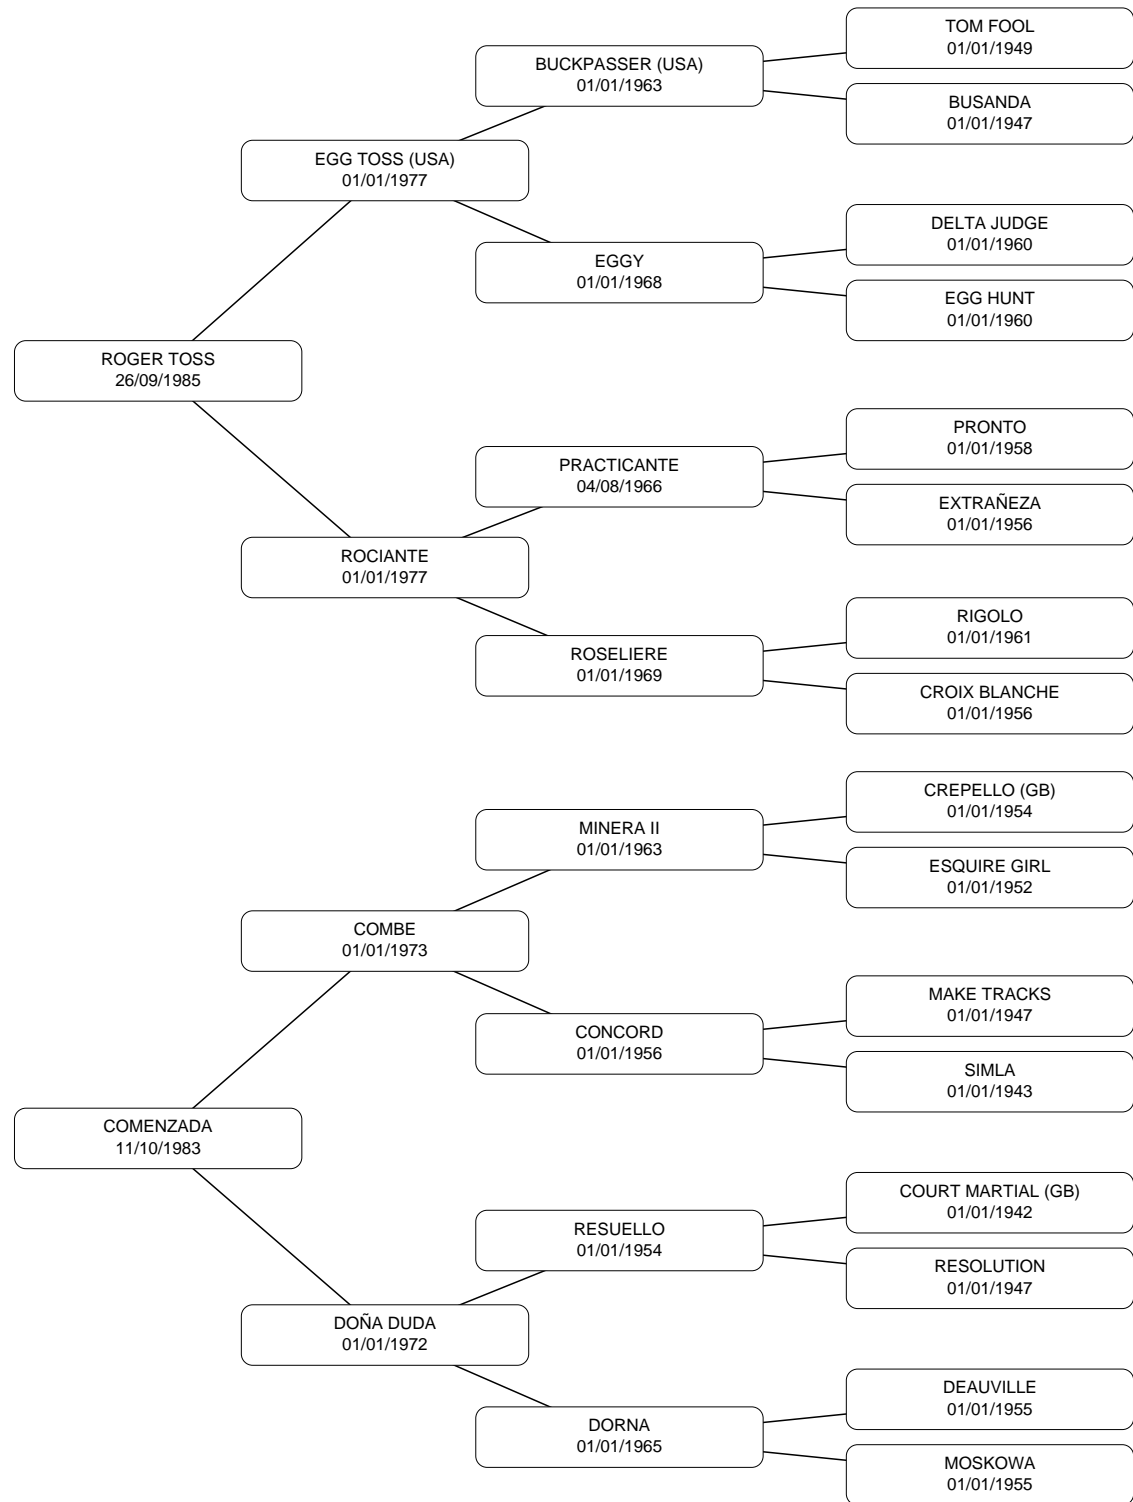 TOM FOOL
01/01/1949
BUCKPASSER (USA)
01/01/1963
BUSANDA
01/01/1947
EGG TOSS (USA)
01/01/1977
DELTA JUDGE
01/01/1960
EGGY
01/01/1968
EGG HUNT
01/01/1960
ROGER TOSS
26/09/1985
PRONTO
01/01/1958
PRACTICANTE
04/08/1966
EXTRAÑEZA
01/01/1956
ROCIANTE
01/01/1977
RIGOLO
01/01/1961
ROSELIERE
01/01/1969
CROIX BLANCHE
01/01/1956
CREPELLO (GB)
01/01/1954
MINERA II
01/01/1963
ESQUIRE GIRL
01/01/1952
COMBE
01/01/1973
MAKE TRACKS
01/01/1947
CONCORD
01/01/1956
SIMLA
01/01/1943
COMENZADA
11/10/1983
COURT MARTIAL (GB)
01/01/1942
RESUELLO
01/01/1954
RESOLUTION
01/01/1947
DOÑA DUDA
01/01/1972
DEAUVILLE
01/01/1955
DORNA
01/01/1965
MOSKOWA
01/01/1955